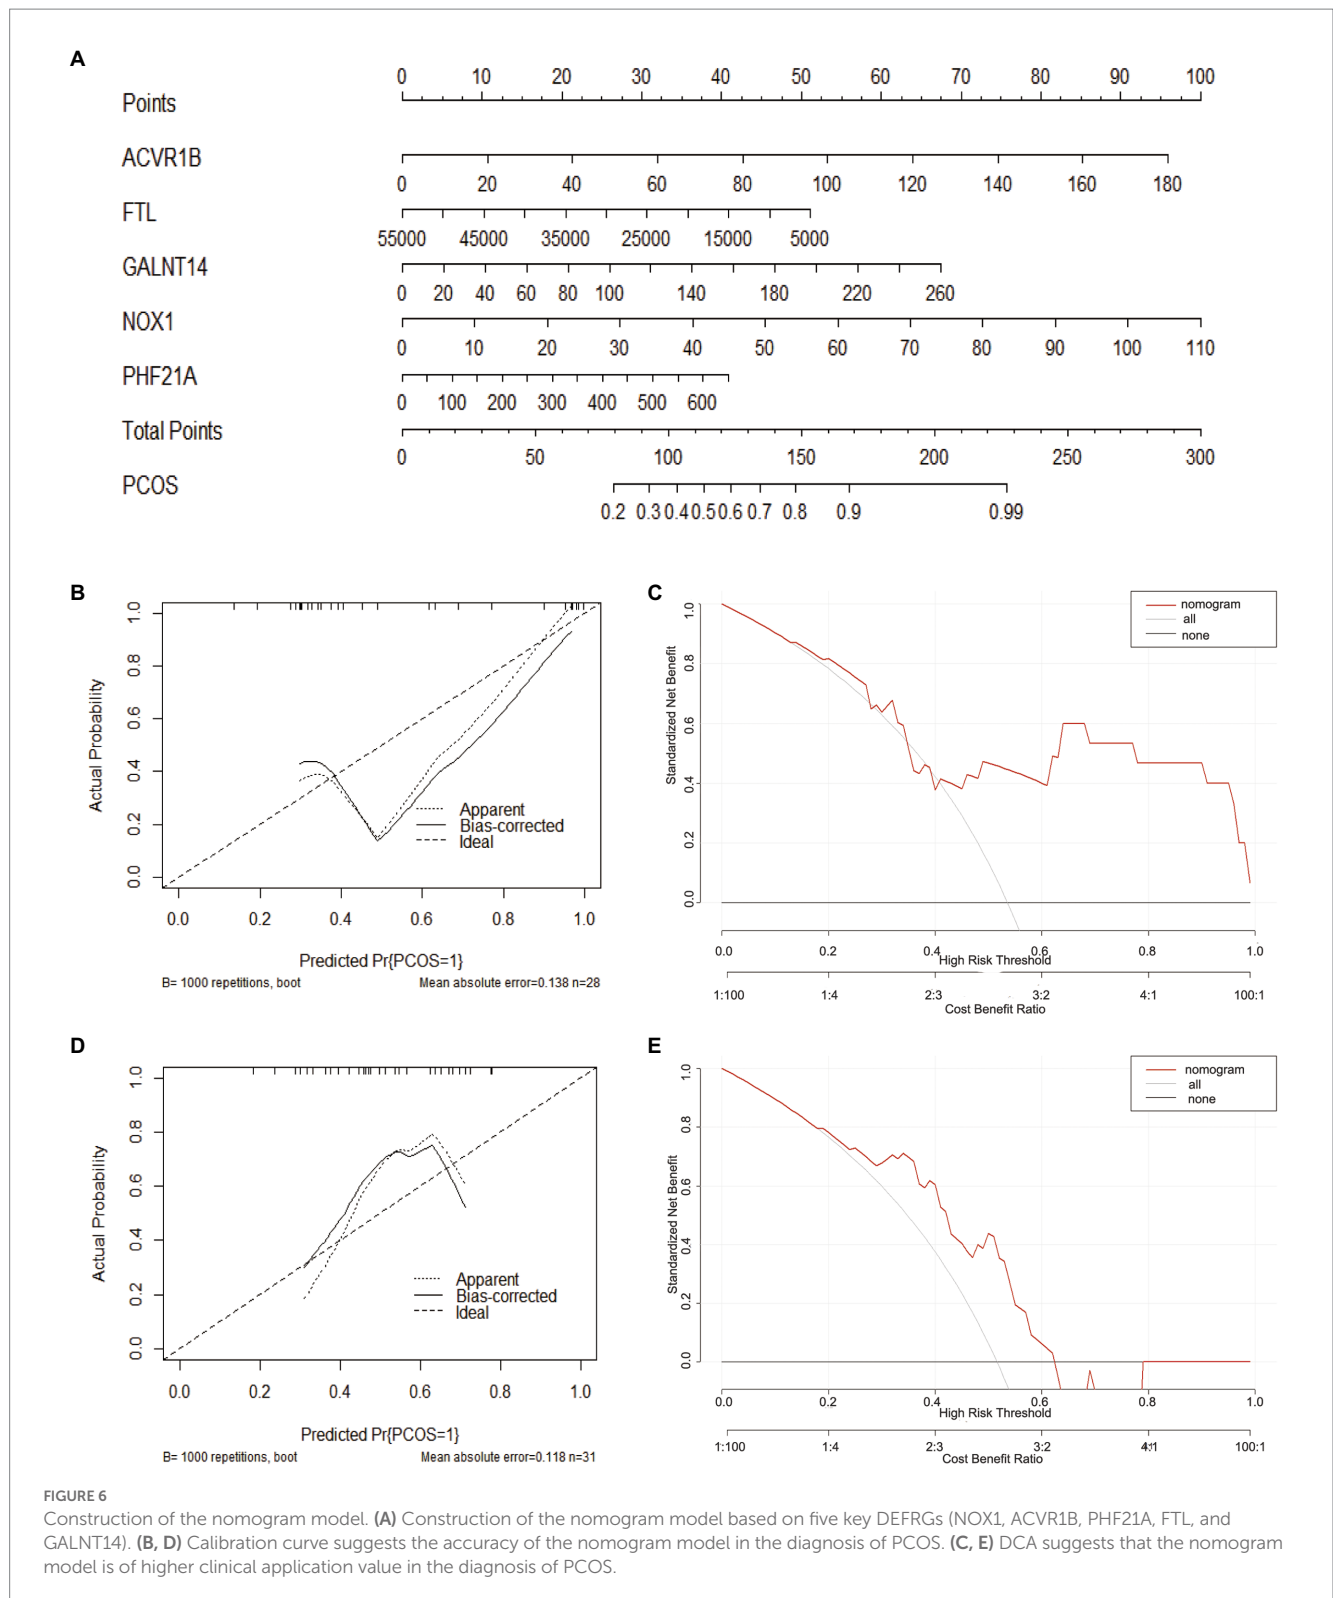 A
0 10 20 30 40 50 60 70 80 90 100
Points
ACVR1B
0 20 40 60 80 100 120 140 160 180
FTL
55000 45000 35000 25000 15000 5000
GALNT14
0 20 40 60 80 100 140 180 220 260
NOX1
0 10 20 30 40 50 60 70 80 90 100 110
PHF21A
0 100 200 300 400 500 600
Total Points
0 50 100 150 200 250 300
PCOS
0.2 0.3 0.4 0.5 0.6 0.7 0.8 0.9 0.99
B
Actual Probability
0.0 0.2 0.4 0.6 0.8 1.0
Apparent
Bias-corrected
Ideal
0.0 0.2 0.4 0.6 0.8 1.0
Predicted Pr{PCOS=1}
B= 1000 repetitions, boot
Mean absolute error=0.138 n=28
C
Standardized Net Benefit
0.0 0.2 0.4 0.6 0.8 1.0
nomogram
all
none
0.0 0.2 0.4 0.6 0.8 1.0
High Risk Threshold
1:100 1:4 2:3 3:2 4:1 100:1
Cost Benefit Ratio
D
Actual Probability
0.0 0.2 0.4 0.6 0.8 1.0
Apparent
Bias-corrected
Ideal
0.0 0.2 0.4 0.6 0.8 1.0
Predicted Pr{PCOS=1}
B= 1000 repetitions, boot
Mean absolute error=0.118 n=31
E
Standardized Net Benefit
0.0 0.2 0.4 0.6 0.8 1.0
nomogram
all
none
0.0 0.2 0.4 0.6 0.8 1.0
High Risk Threshold
1:100 1:4 2:3 3:2 4:1 100:1
Cost Benefit Ratio
FIGURE 6
Construction of the nomogram model. (A) Construction of the nomogram model based on five key DEFRGs (NOX1, ACVR1B, PHF21A, FTL, and
GALNT14). (B, D) Calibration curve suggests the accuracy of the nomogram model in the diagnosis of PCOS. (C, E) DCA suggests that the nomogram
model is of higher clinical application value in the diagnosis of PCOS.